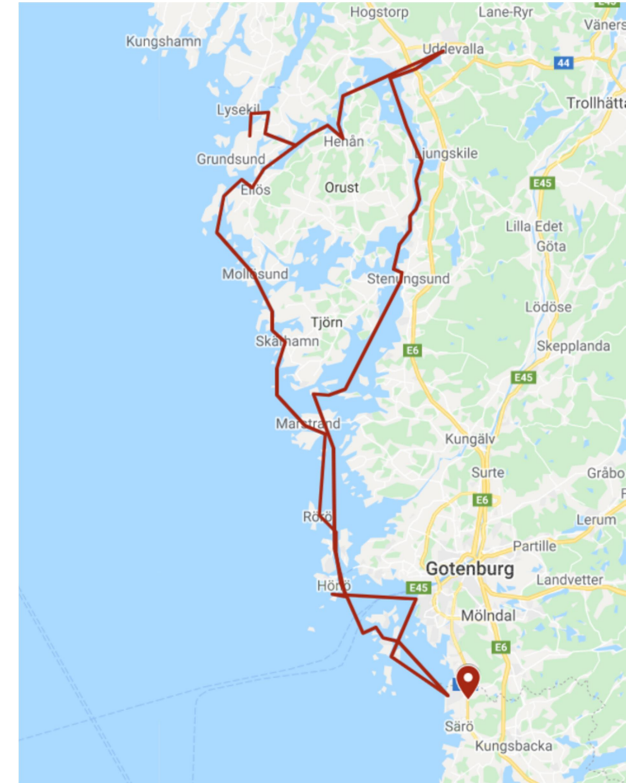 Hogstorp
Lane-Ryr
Väners
Kungshamn
Uddevalla
44
Trollhätta
Lysekil
Henån
Grundsund
Ljungskile
E45
Ellös
Orust
Lilla Edet
Göta
Mollösund
Stenungsund
Lödöse
Tjörn
Skärhamn
E6
Skepplanda
E45
Marstrand
Kungälv
Surte
Gråbo
E6
Rörö
Lerum
Partille
Gotenburg
Hönö
E45
Landvetter
Mölndal
E6
Särö
Kungsbacka